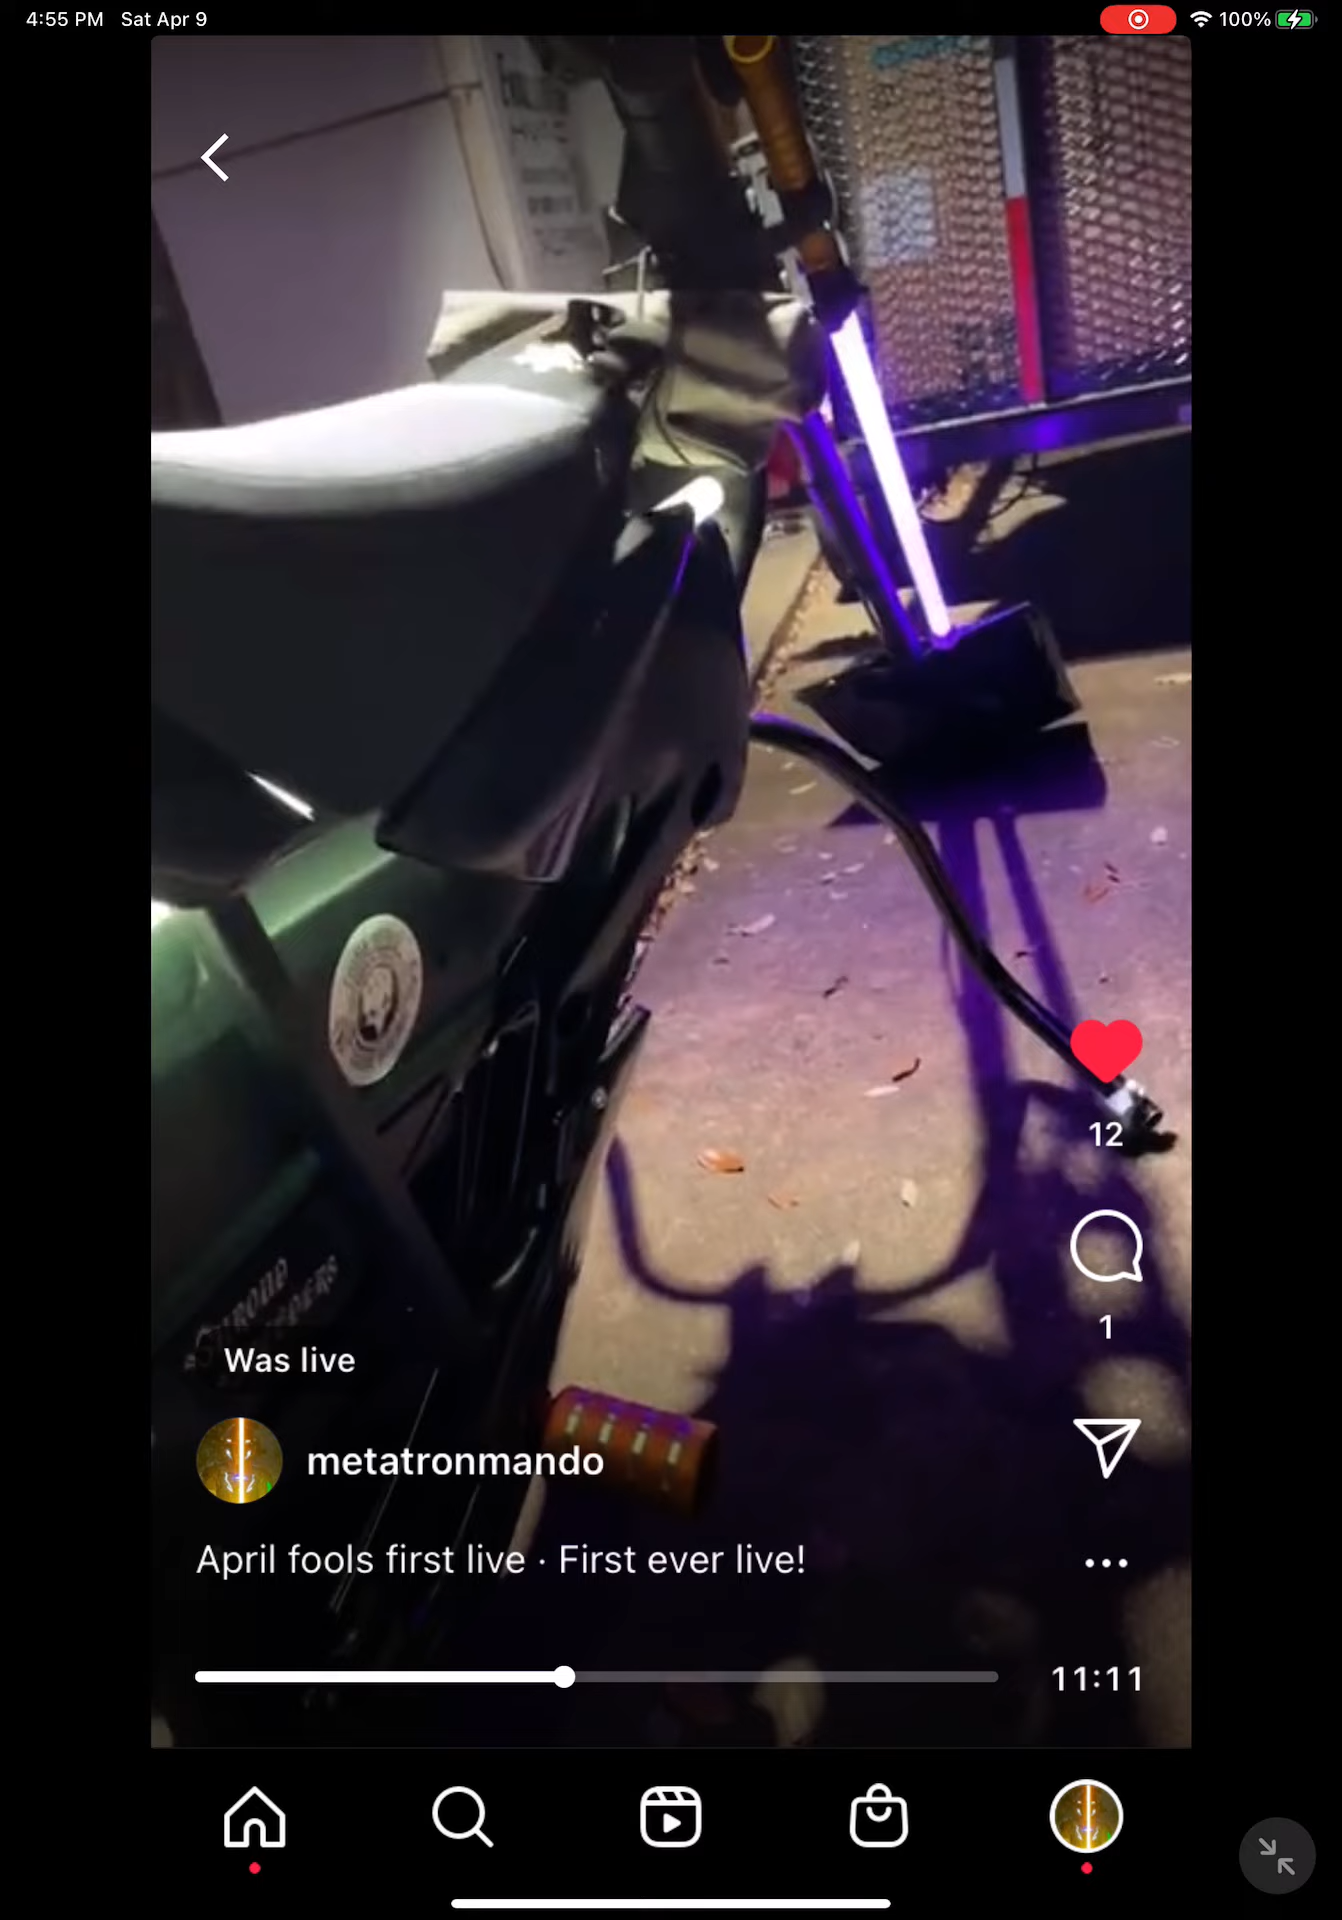 4:55 PM Sat Apr 9
100%
12
1
Was live
metatronmando
April fools first live · First ever live!
11:11